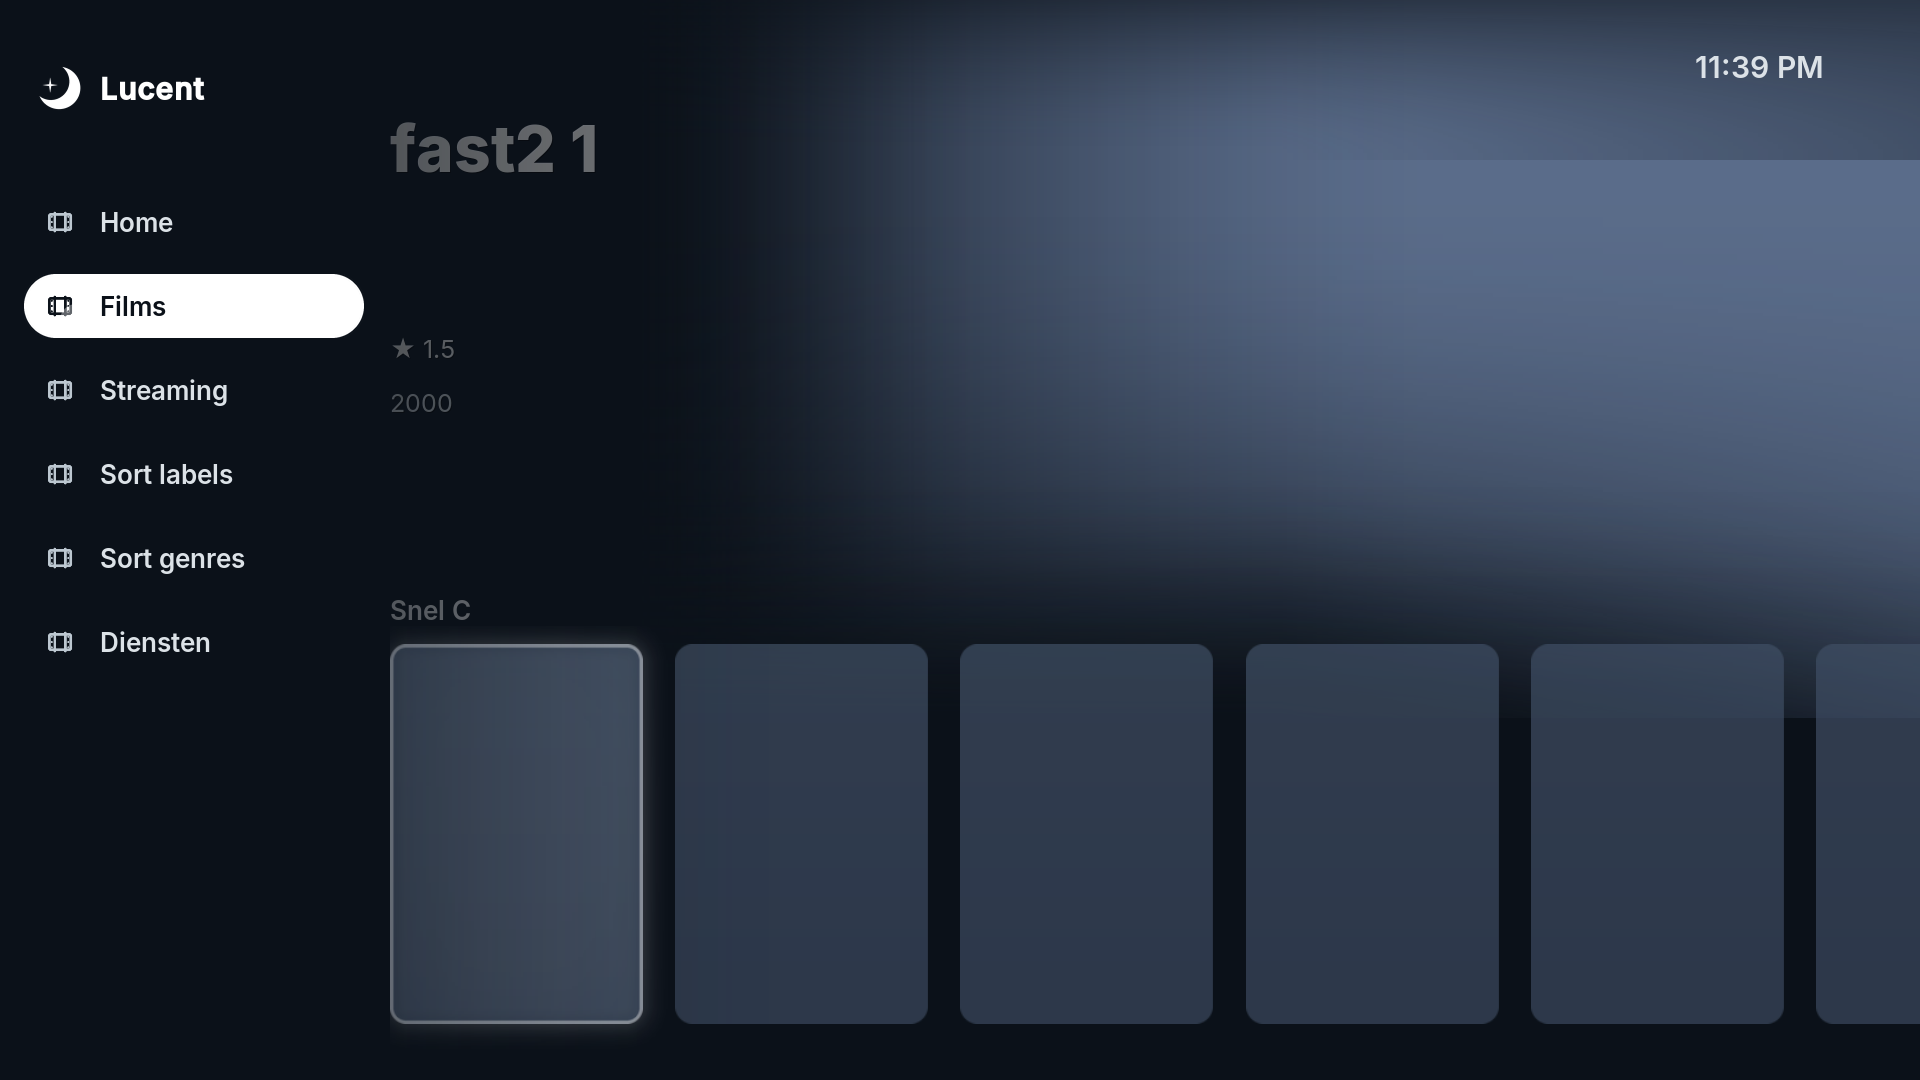 Lucent
11:39 PM
fast2 1
Home
Films
★ 1.5
Streaming
2000
Sort labels
Sort genres
Snel C
Diensten